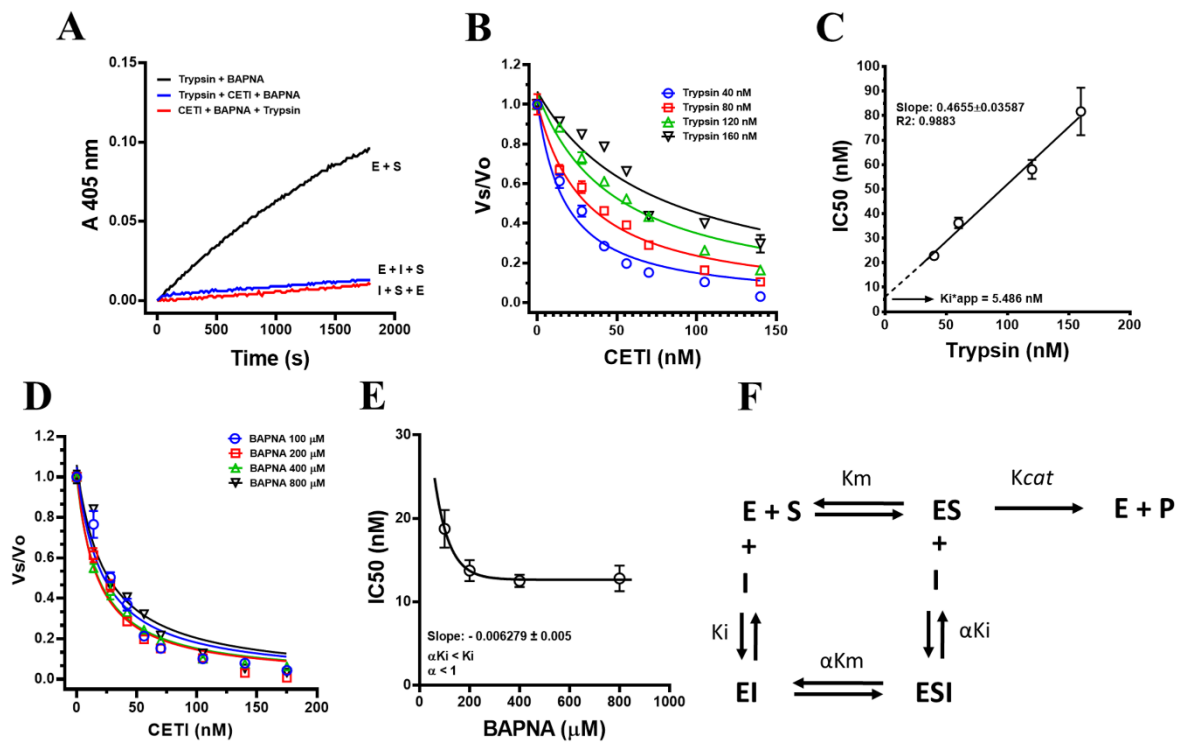 A
0.15
0.10
0.05
0.00
A 405 nm
Trypsin + BAPNA
Trypsin + CETI + BAPNA
CETI + BAPNA + Trypsin
E + S
E + I + S
I + S + E
0 500 1000 1500 2000
Time (s)
B
1.2
1.0
0.8
0.6
0.4
0.2
0.0
Vs/Vo
Trypsin 40 nM
Trypsin 80 nM
Trypsin 120 nM
Trypsin 160 nM
0 50 100 150
CETI (nM)
C
100
90
80
70
60
50
40
30
20
10
0
IC50 (nM)
Slope: 0.4655±0.03587
R2: 0.9883
Ki*app = 5.486 nM
0 50 100 150 200
Trypsin (nM)
D
1.2
1.0
0.8
0.6
0.4
0.2
0.0
Vs/Vo
BAPNA 100 µM
BAPNA 200 µM
BAPNA 400 µM
BAPNA 800 µM
0 50 100 150 200
CETI (nM)
E
30
20
10
0
IC50 (nM)
Slope: - 0.006279 ± 0.005
αKi < Ki
α < 1
0 200 400 600 800 1000
BAPNA (µM)
F
Km Kcat
E + S ES E + P
+ +
I I
Ki αKi
αKm
EI ESI